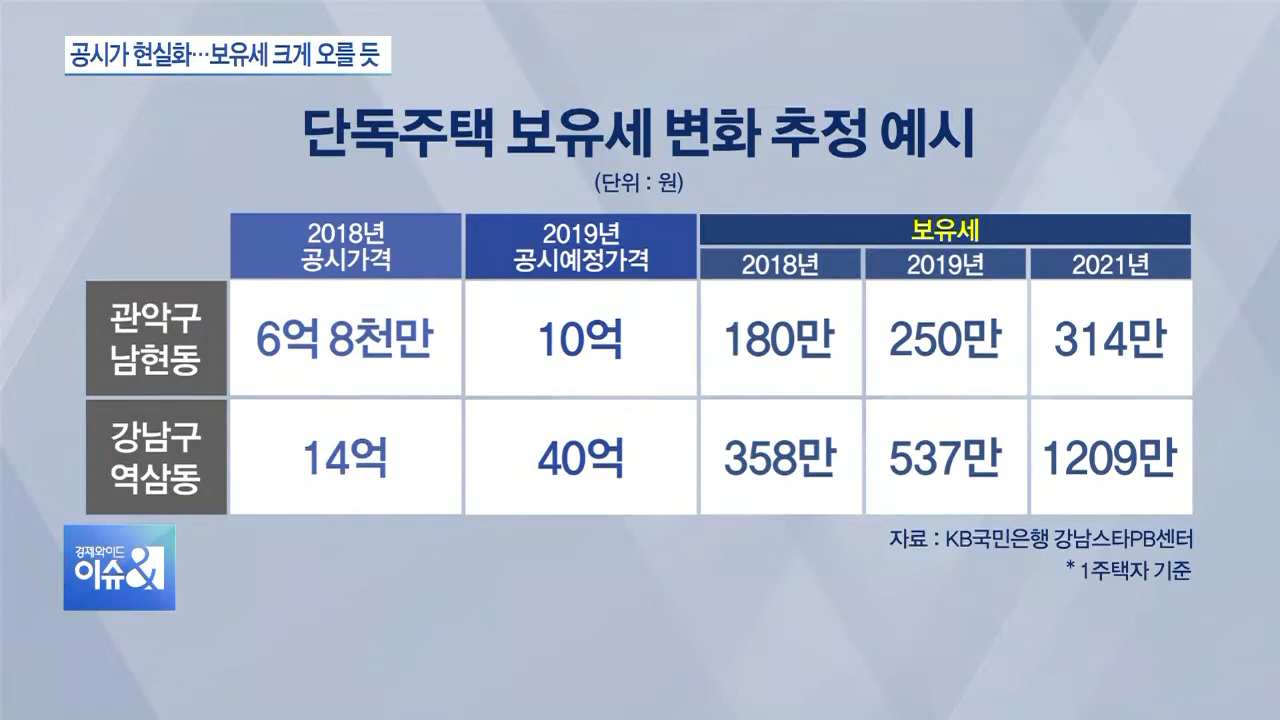 공시가 현실화…보유세 크게 오를 듯
단독주택 보유세 변화 추정 예시
(단위 : 원)
2018년
공시가격
2019년
공시예정가격
보유세
2018년
2019년
2021년
관악구
남현동
6억 8천만
10억
180만
250만
314만
강남구
역삼동
14억
40억
358만
537만
1209만
자료 : KB국민은행 강남스타PB센터
* 1주택자 기준
경제와이드
이슈&